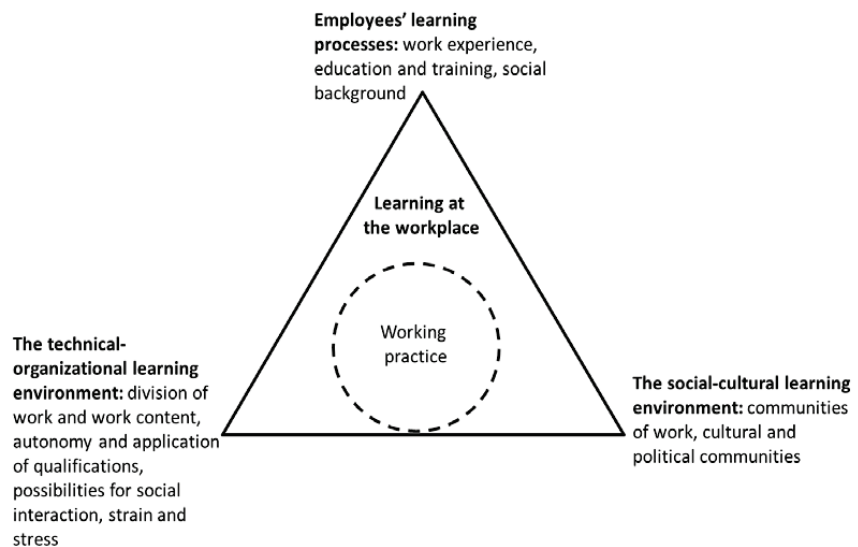 Employees’ learning
processes: work experience,
education and training, social
background
Learning at
the workplace
Working
practice
The technical-
organizational learning
environment: division of
work and work content,
autonomy and application
of qualifications,
possibilities for social
interaction, strain and
stress
The social-cultural learning
environment: communities
of work, cultural and
political communities